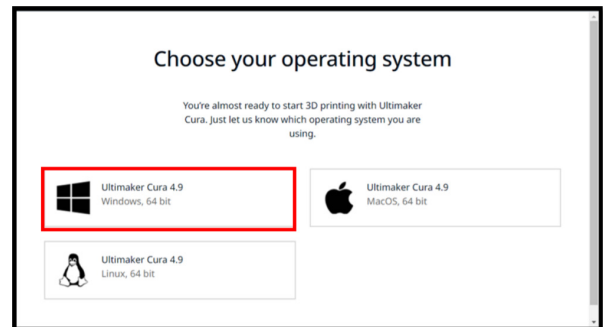 Choose your operating system
You're almost ready to start 3D printing with Ultimaker
Cura. Just let us know which operating system you are
using.
Ultimaker Cura 4.9
Windows, 64 bit
Ultimaker Cura 4.9
MacOS, 64 bit
Ultimaker Cura 4.9
Linux, 64 bit